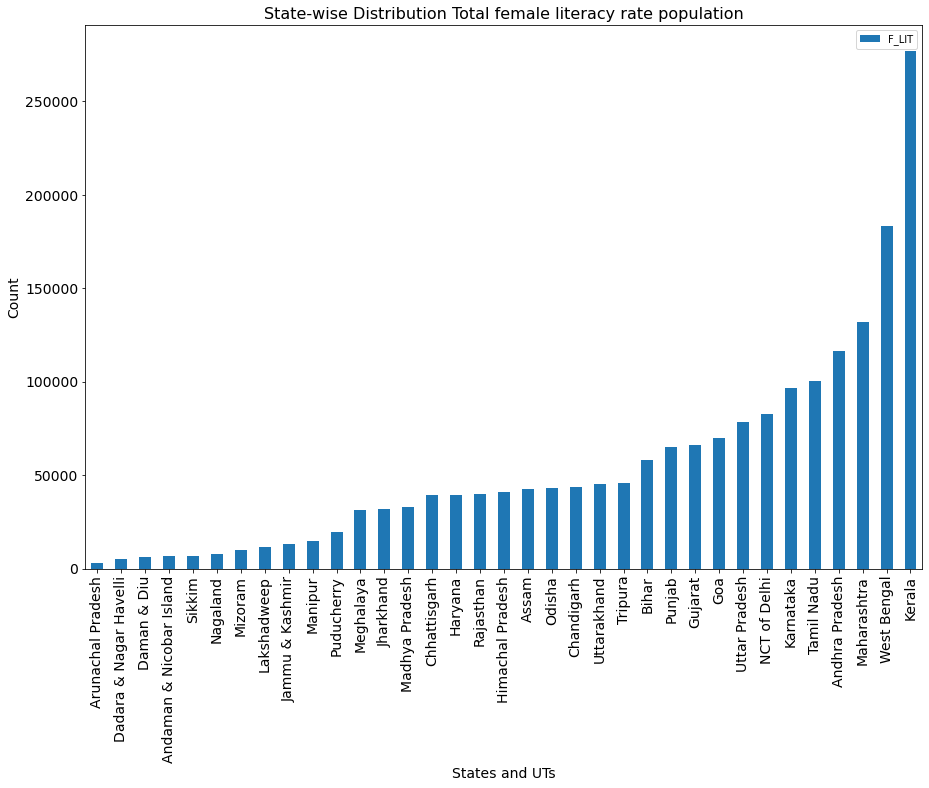 State-wise Distribution Total female literacy rate population
F_LIT
250000
200000
150000
100000
50000
0
Count
Arunachal Pradesh
Dadara & Nagar Havelli
Daman & Diu
Andaman & Nicobar Island
Sikkim
Nagaland
Mizoram
Lakshadweep
Jammu & Kashmir
Manipur
Puducherry
Meghalaya
Jharkhand
Madhya Pradesh
Chhattisgarh
Haryana
Rajasthan
Himachal Pradesh
Assam
Odisha
Chandigarh
Uttarakhand
Tripura
Bihar
Punjab
Gujarat
Goa
Uttar Pradesh
NCT of Delhi
Karnataka
Tamil Nadu
Andhra Pradesh
Maharashtra
West Bengal
Kerala
States and UTs